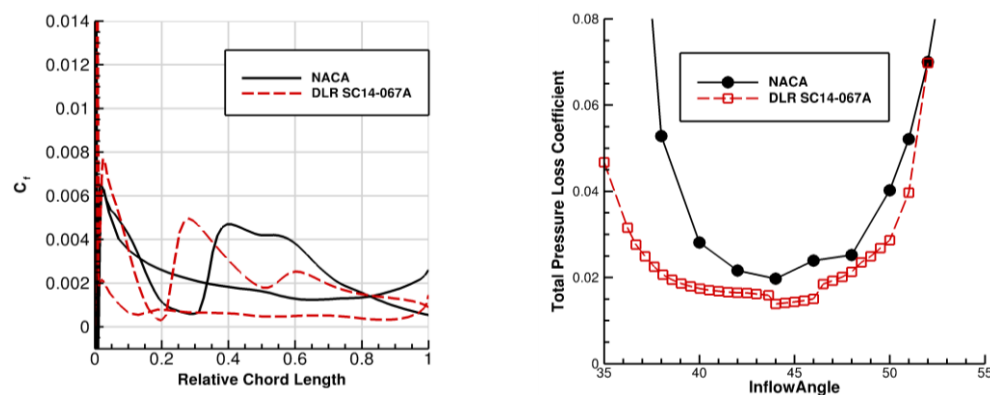 0.014
0.012
0.01
0.008
0.006
0.004
0.002
0
C f
NACA
DLR SC14-067A
0 0.2 0.4 0.6 0.8 1
Relative Chord Length
0.08
0.06
0.04
0.02
0
Total Pressure Loss Coefficient
NACA
DLR SC14-067A
35 40 45 50 55
InflowAngle